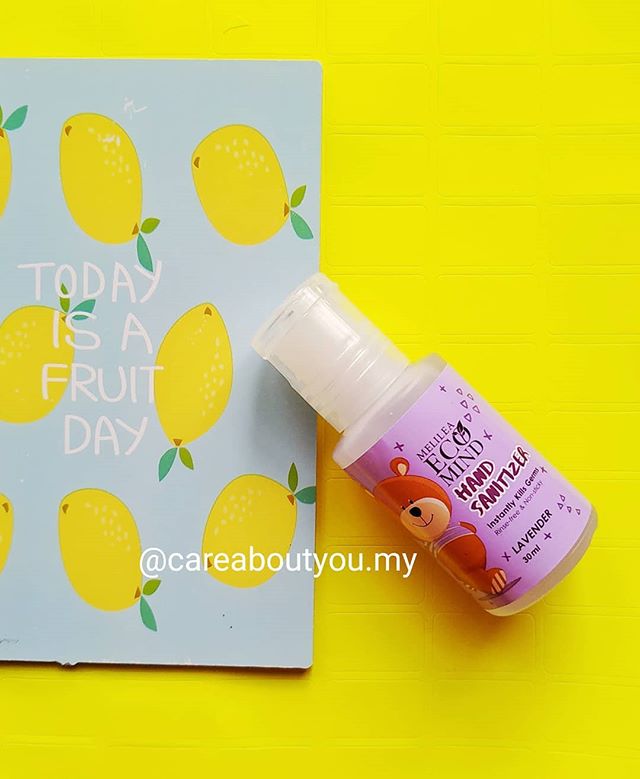 TODAY
IS A
FRUIT
DAY
MELILEA
ECO
MIND
HAND
SANITIZER
Instantly Kills Germs
Rinse-free & Non-sticky
LAVENDER
30ml
@careaboutyou.my